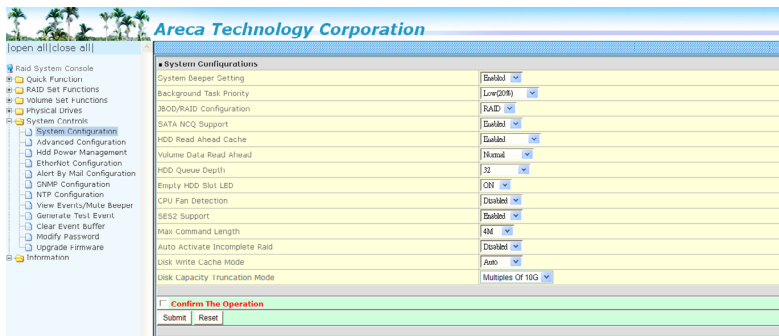 Areca Technology Corporation
|open all|close all|
Raid System Console
Quick Function
RAID Set Functions
Volume Set Functions
Physical Drives
System Controls
System Configuration
Advanced Configuration
Hdd Power Management
EtherNet Configuration
Alert By Mail Configuration
SNMP Configuration
NTP Configuration
View Events/Mute Beeper
Generate Test Event
Clear Event Buffer
Modify Password
Upgrade Firmware
Information
System Configurations
System Beeper Setting Enabled
Background Task Priority Low(20%)
JBOD/RAID Configuration RAID
SATA NCQ Support Enabled
HDD Read Ahead Cache Enabled
Volume Data Read Ahead Normal
HDD Queue Depth 32
Empty HDD Slot LED ON
CPU Fan Detection Disabled
SES2 Support Enabled
Max Command Length 4M
Auto Activate Incomplete Raid Disabled
Disk Write Cache Mode Auto
Disk Capacity Truncation Mode Multiples Of 10G
Confirm The Operation
Submit Reset